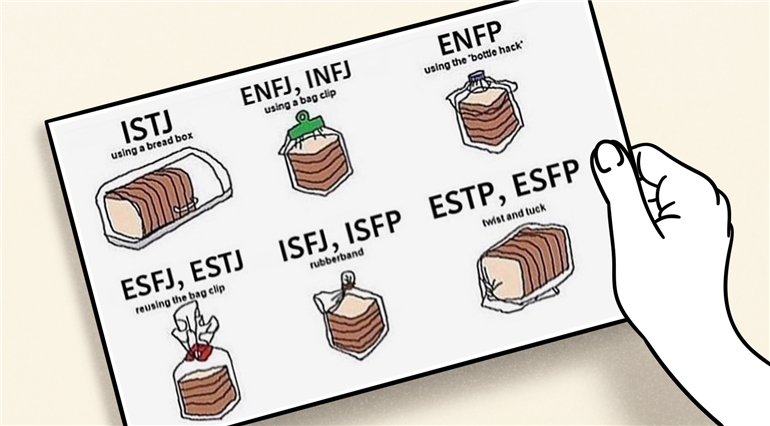 ISTJ
using a bread box
ENFJ, INFJ
using a bag clip
ENFP
using the "bottle hack"
ESFJ, ESTJ
reusing the bag clip
ISFJ, ISFP
rubberband
ESTP, ESFP
twist and tuck